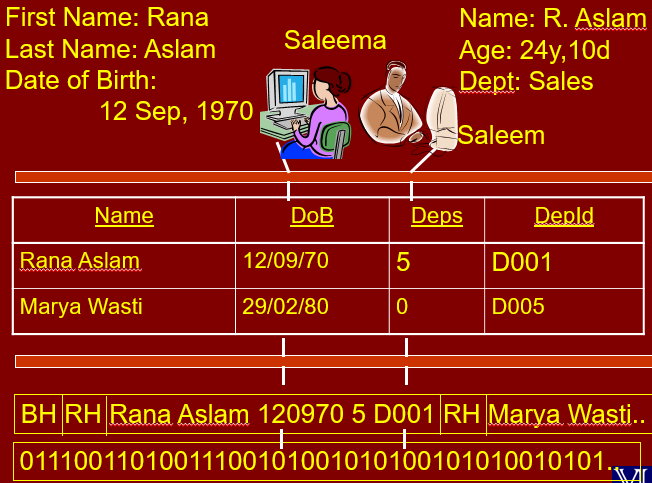 First Name: Rana
Last Name: Aslam
Date of Birth:
12 Sep, 1970
Saleema
Name: R. Aslam
Age: 24y,10d
Dept: Sales
Saleem
Name DoB Deps DepId
Rana Aslam 12/09/70 5 D001
Marya Wasti 29/02/80 0 D005
BH RH Rana Aslam 120970 5 D001 RH Marya Wasti..
0111001101001110010100101010010101001010​1..